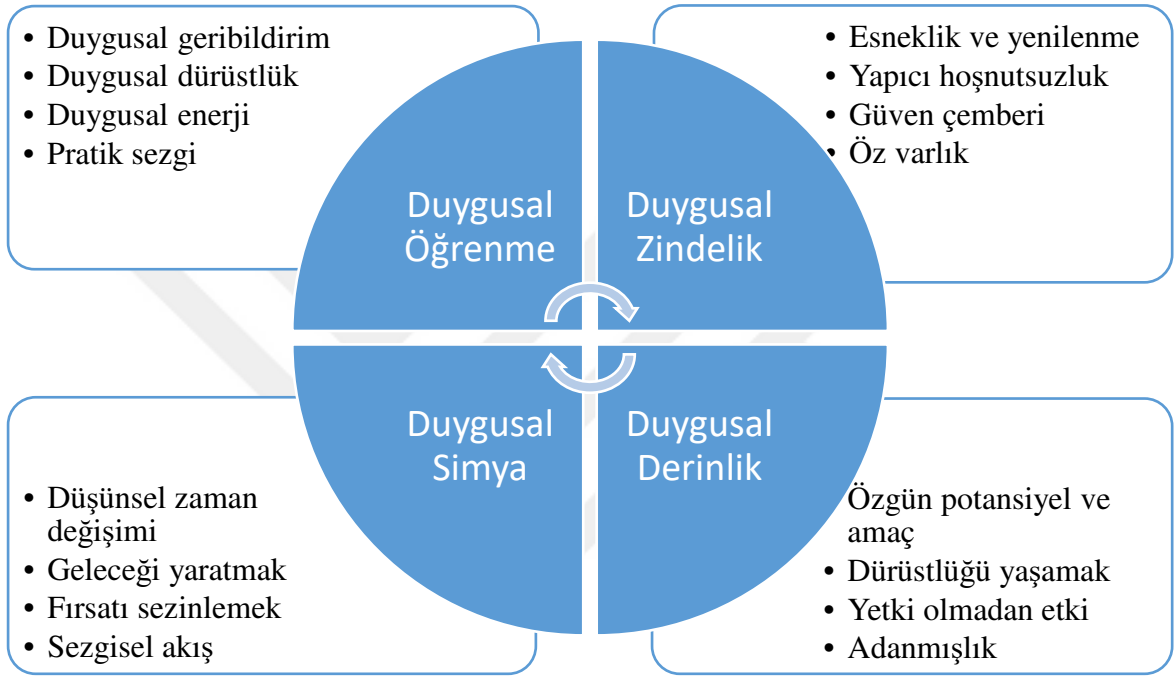 • Duygusal geribildirim
• Duygusal dürüstlük
• Duygusal enerji
• Pratik sezgi
• Esneklik ve yenilenme
• Yapıcı hoşnutsuzluk
• Güven çemberi
• Öz varlık
Duygusal
Öğrenme
Duygusal
Zindelik
Duygusal
Simya
Duygusal
Derinlik
• Düşünsel zaman
değişimi
• Geleceği yaratmak
• Fırsatı sezinlemek
• Sezgisel akış
Özgün potansiyel ve
amaç
• Dürüstlüğü yaşamak
• Yetki olmadan etki
• Adanmışlık